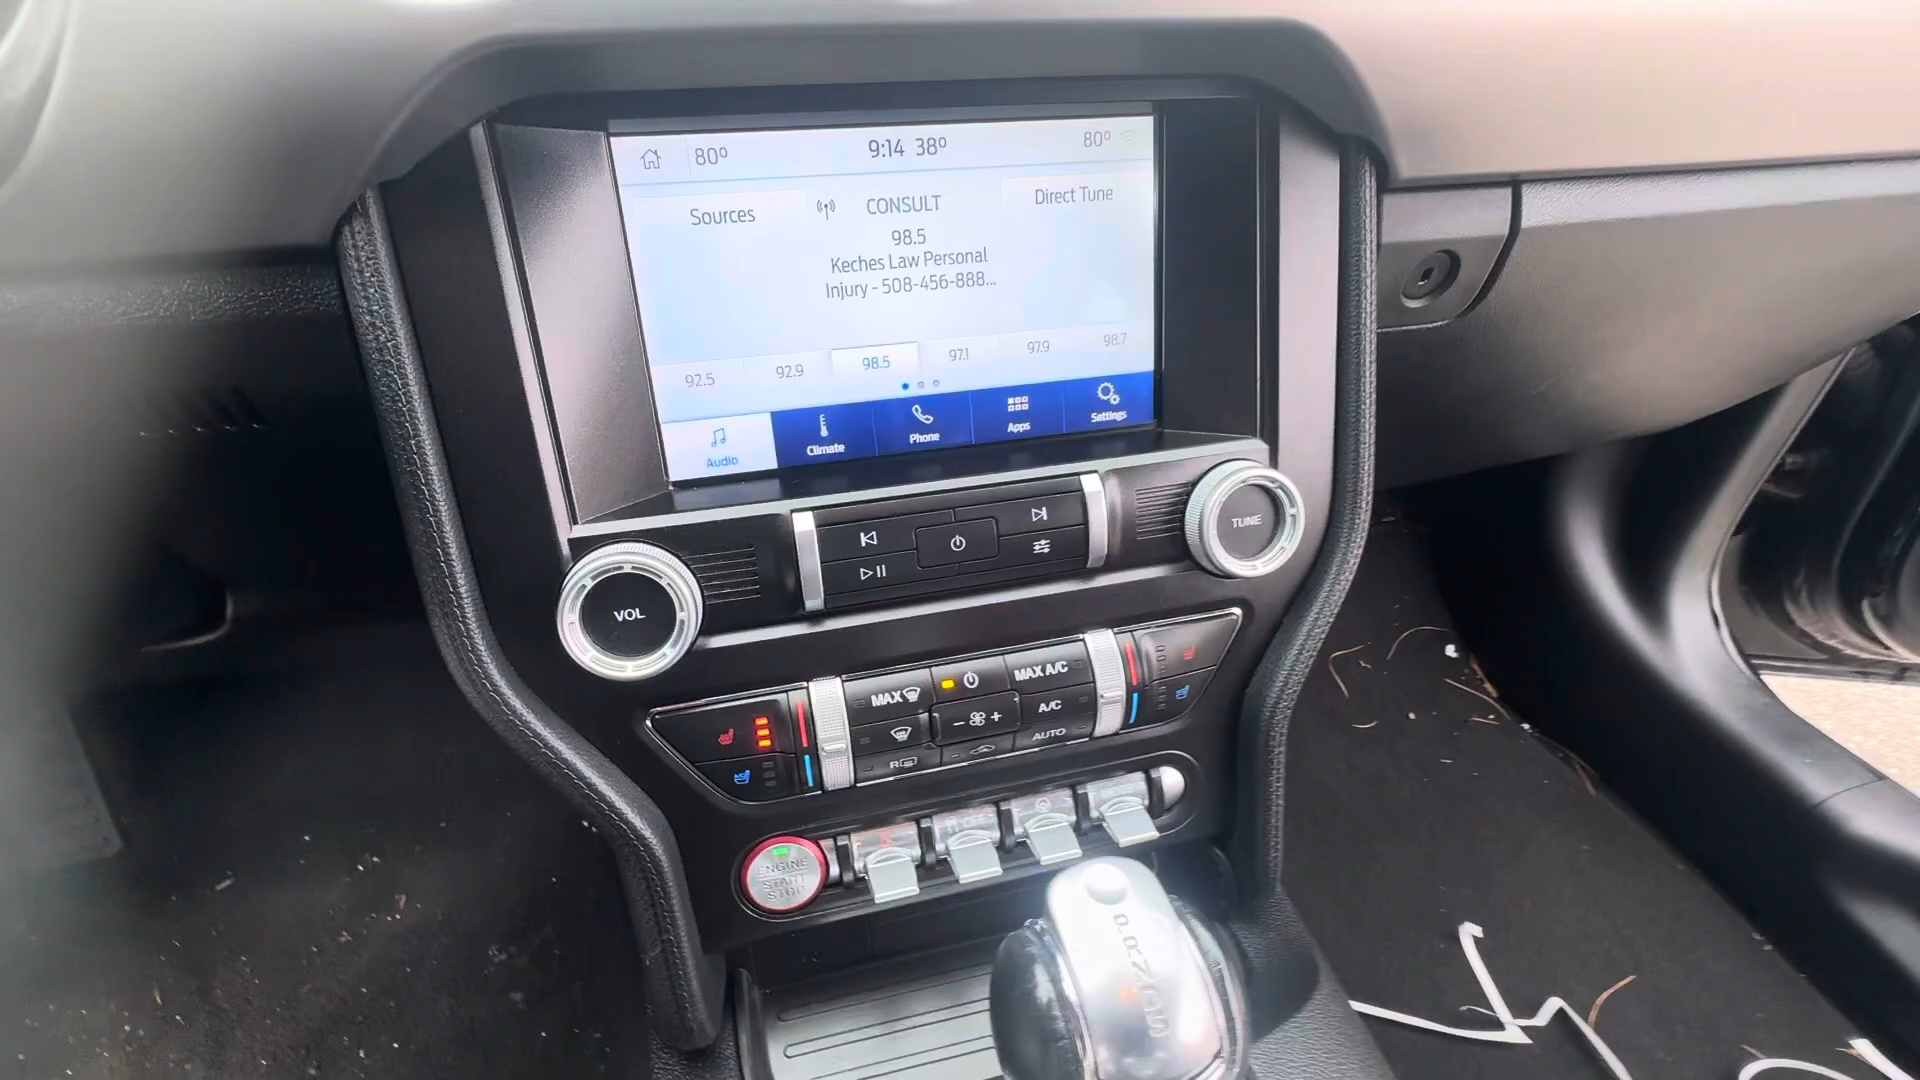 80° 9:14 38° 80°
Sources CONSULT Direct Tune
98.5
Keches Law Personal
Injury - 508-456-888...
92.5 92.9 98.5 97.1 97.9 98.7
Audio Climate Phone Apps Settings
VOL TUNE
MAX MAX A/C
A/C
R AUTO
ENGINE
START
STOP
P R N D S